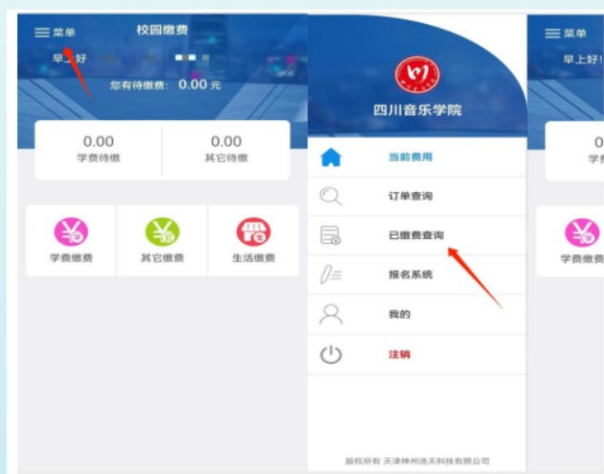 菜单
校园缴费
早上好
您有待缴费: 0.00 元
0.00
0.00
学费待缴
其它待缴
学费缴费
其它缴费
生活缴费
四川音乐学院
当前费用
订单查询
已缴费查询
报名系统
我的
注销
版权所有 天津神州浩天科技有限公司
菜单
早上好!
学费缴费